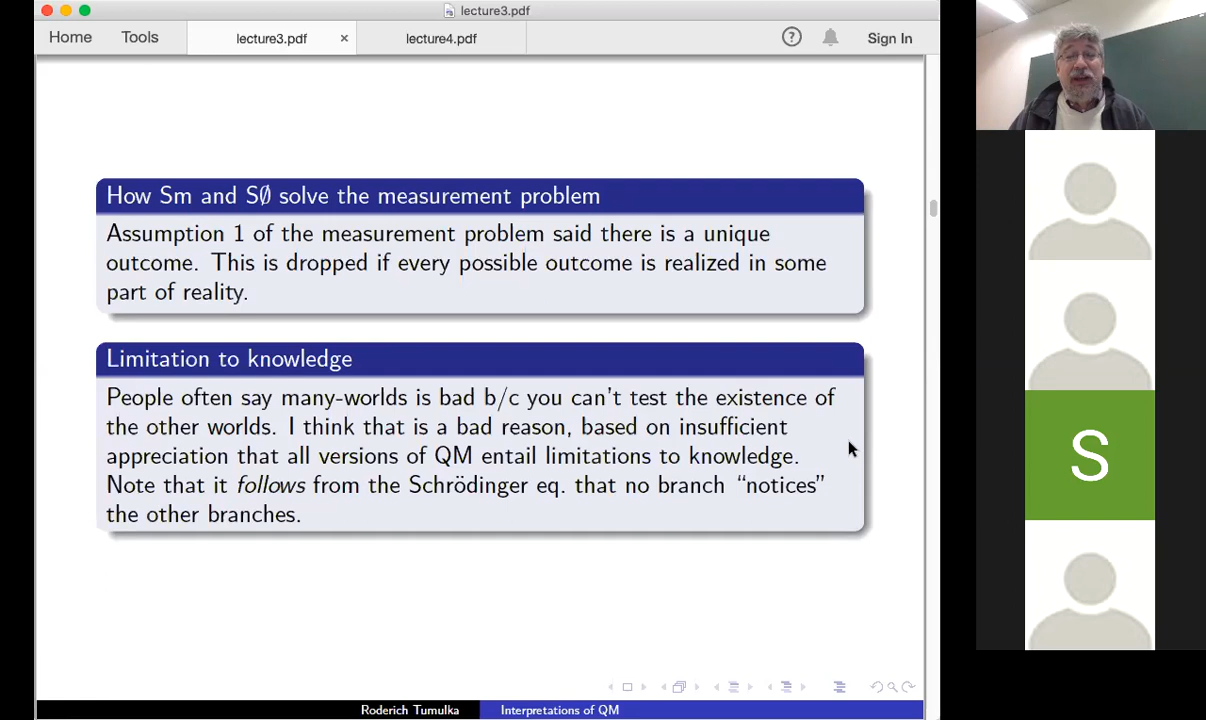 lecture3.pdf
Home Tools lecture3.pdf × lecture4.pdf ? Sign In
How Sm and S∅ solve the measurement problem
Assumption 1 of the measurement problem said there is a unique
outcome. This is dropped if every possible outcome is realized in some
part of reality.
Limitation to knowledge
People often say many-worlds is bad b/c you can't test the existence of
the other worlds. I think that is a bad reason, based on insufficient
appreciation that all versions of QM entail limitations to knowledge.
Note that it follows from the Schrödinger eq. that no branch “notices”
the other branches.
S
Roderich Tumulka Interpretations of QM